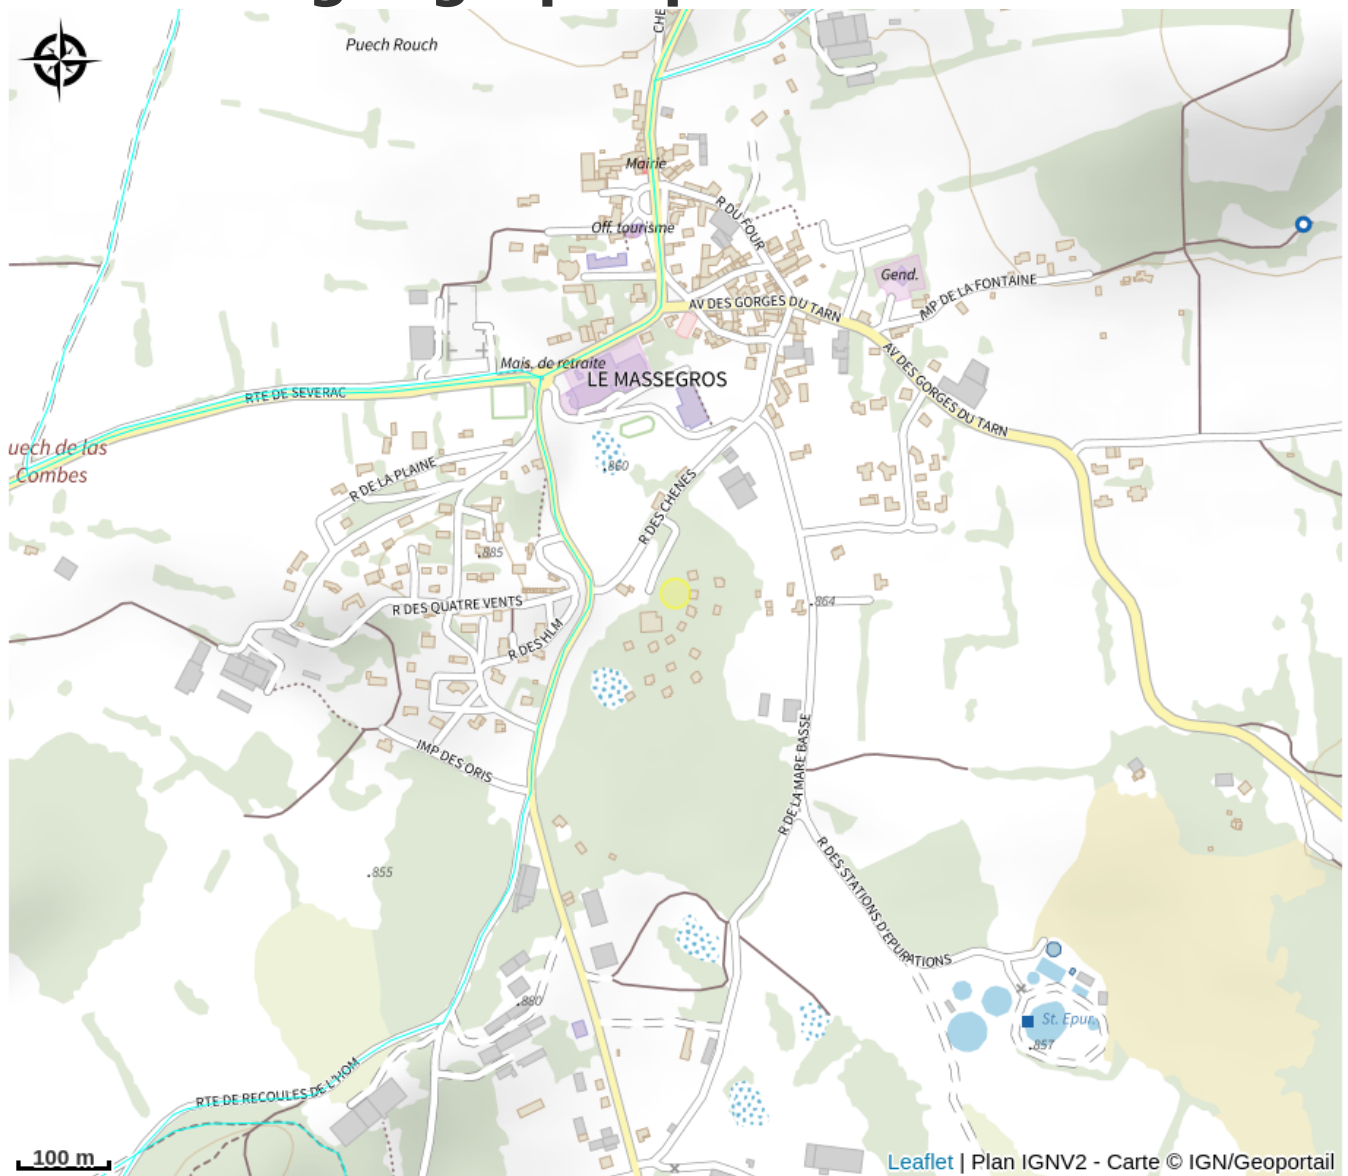 CHE
Puech Rouch
Mairie
R DU FOUR
Off. tourisme
Gend.
IMP DE LA FONTAINE
AV DES GORGES DU TARN
AV DES GORGES DU TARN
Mais. de retraite
LE MASSEGROS
RTE DE SEVERAC
uech de las
Combes
R DE LA PLAINE
.860
R DES CHENES
.885
R DES QUATRE VENTS
R DES HLM
.864
IMP DES ORIS
R DE LA MARE BASSE
R DES STATIONS D'EPURATIONS
.855
.880
St. Epur.
.857
RTE DE RECOULES DE L'HOM
100 m
Leaflet | Plan IGNV2 - Carte © IGN/Geoportail